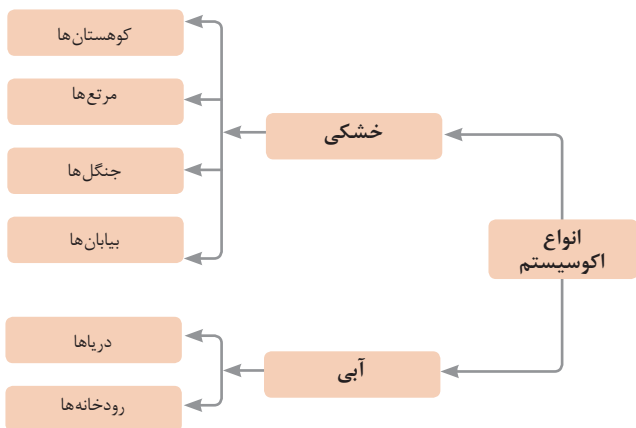 انواع
اکوسیستم
خشکی
کوهستان‌ها
مرتع‌ها
جنگل‌ها
بیابان‌ها
آبی
دریاها
رودخانه‌ها